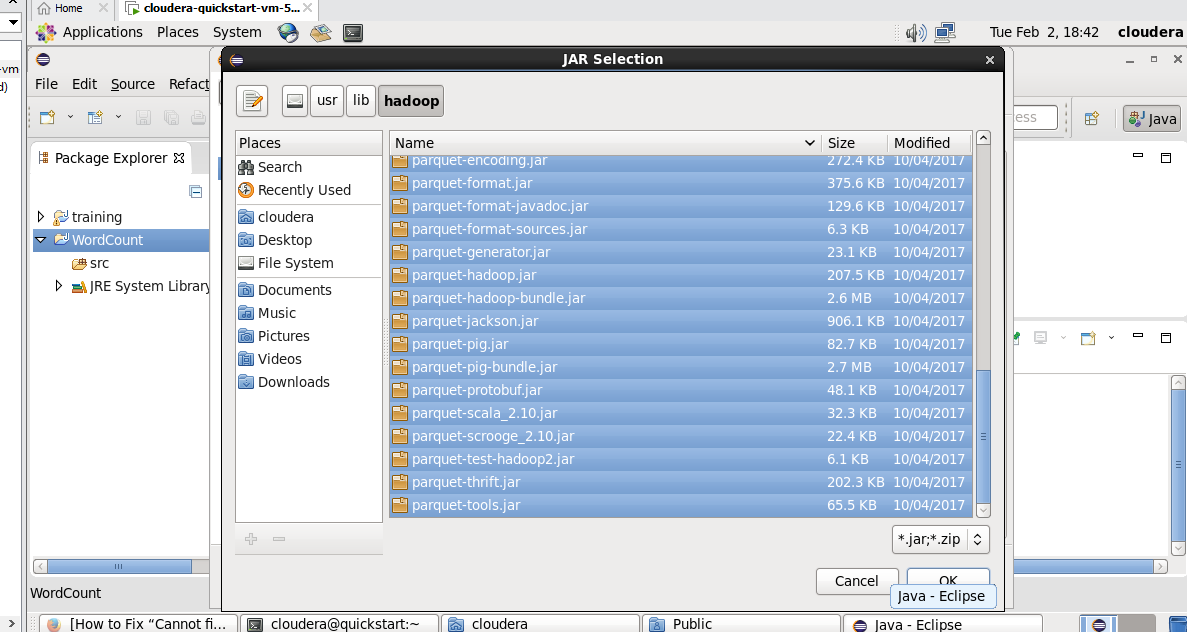 Home
cloudera-quickstart-vm-5...
Applications Places System
Tue Feb 2, 18:42 cloudera
JAR Selection
File Edit Source Refact
usr lib hadoop
Java
Package Explorer
Places
Search
Recently Used
cloudera
Desktop
File System
Documents
Music
Pictures
Videos
Downloads
Name Size Modified
parquet-encoding.jar 272.4 KB 10/04/2017
parquet-format.jar 375.6 KB 10/04/2017
parquet-format-javadoc.jar 129.6 KB 10/04/2017
parquet-format-sources.jar 6.3 KB 10/04/2017
parquet-generator.jar 23.1 KB 10/04/2017
parquet-hadoop.jar 207.5 KB 10/04/2017
parquet-hadoop-bundle.jar 2.6 MB 10/04/2017
parquet-jackson.jar 906.1 KB 10/04/2017
parquet-pig.jar 82.7 KB 10/04/2017
parquet-pig-bundle.jar 2.7 MB 10/04/2017
parquet-protobuf.jar 48.1 KB 10/04/2017
parquet-scala_2.10.jar 32.3 KB 10/04/2017
parquet-scrooge_2.10.jar 22.4 KB 10/04/2017
parquet-test-hadoop2.jar 6.1 KB 10/04/2017
parquet-thrift.jar 202.3 KB 10/04/2017
parquet-tools.jar 65.5 KB 10/04/2017
training
WordCount
src
JRE System Library
*.jar;*.zip
Cancel OK
Java - Eclipse
WordCount
[How to Fix “Cannot fi...
cloudera@quickstart:~
cloudera
Public
Java - Eclipse